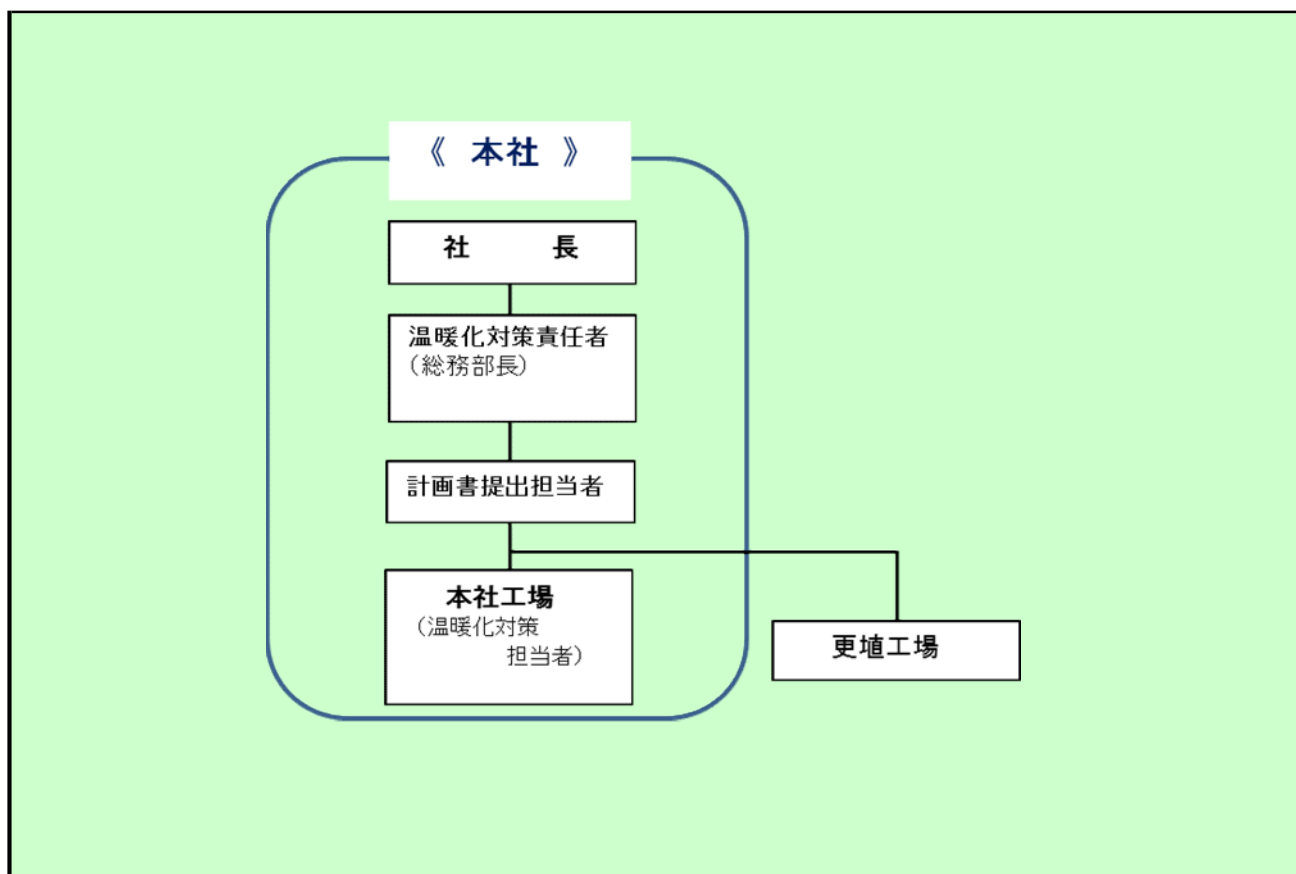 《 本社 》
社　　長
温暖化対策責任者
（総務部長）
計画書提出担当者
本社工場
（温暖化対策
担当者）
更埴工場